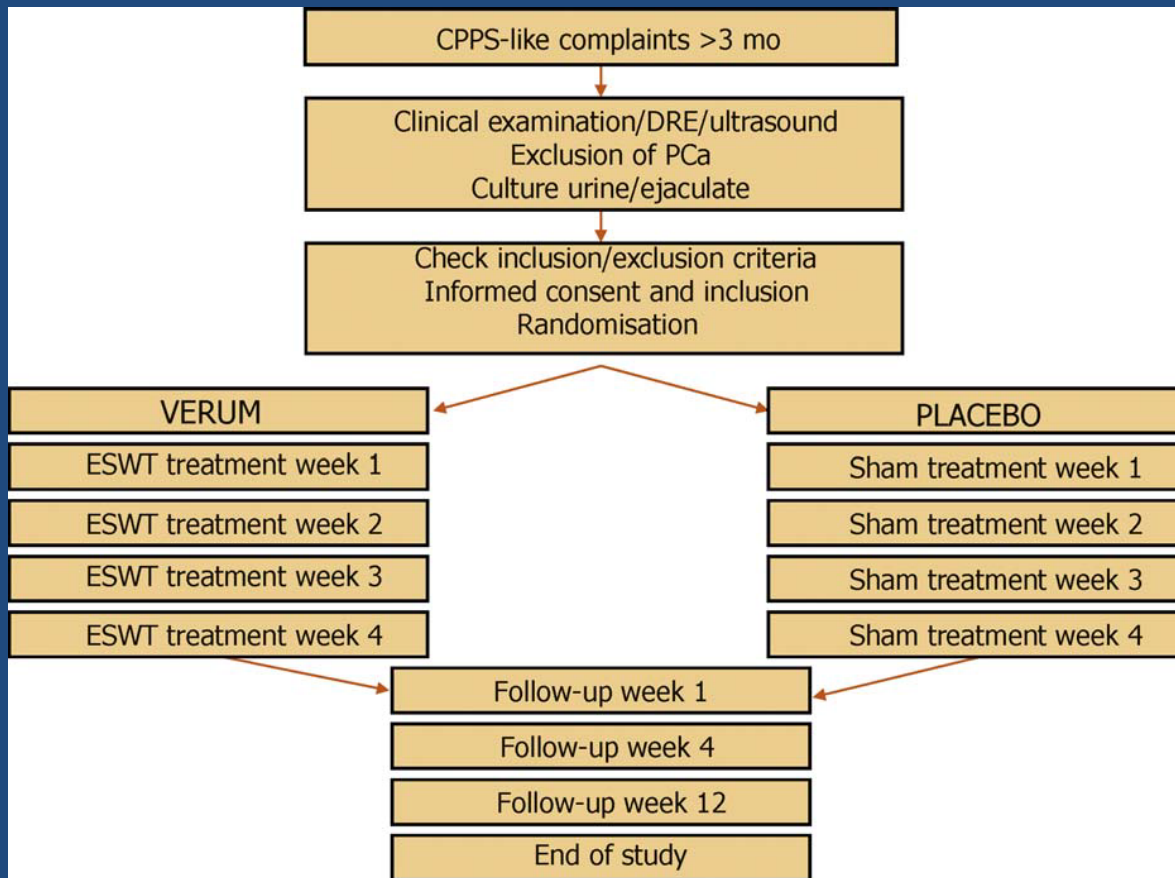 CPPS-like complaints >3 mo
Clinical examination/DRE/ultrasound
Exclusion of PCa
Culture urine/ejaculate
Check inclusion/exclusion criteria
Informed consent and inclusion
Randomisation
VERUM
ESWT treatment week 1
ESWT treatment week 2
ESWT treatment week 3
ESWT treatment week 4
PLACEBO
Sham treatment week 1
Sham treatment week 2
Sham treatment week 3
Sham treatment week 4
Follow-up week 1
Follow-up week 4
Follow-up week 12
End of study